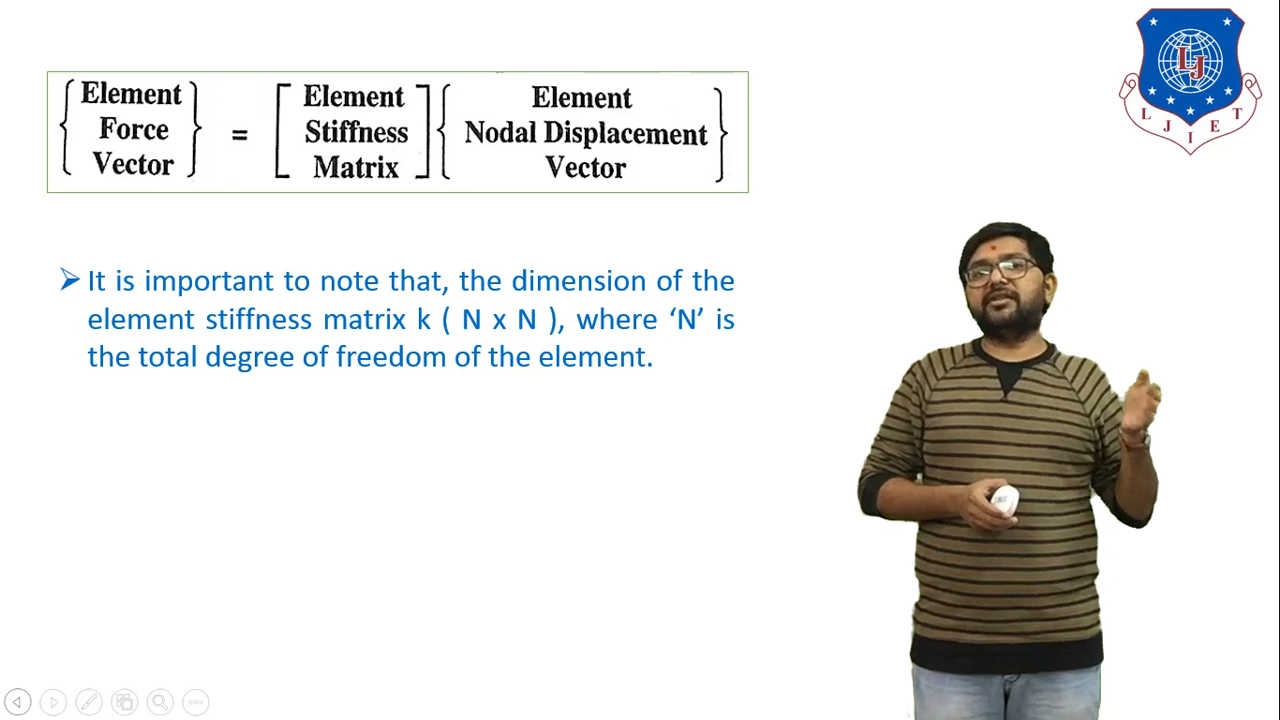 Element
Force
Vector
=
Element
Stiffness
Matrix
Element
Nodal Displacement
Vector
LJ
L J I E T
➢ It is important to note that, the dimension of the
element stiffness matrix k ( N x N ), where ‘N’ is
the total degree of freedom of the element.